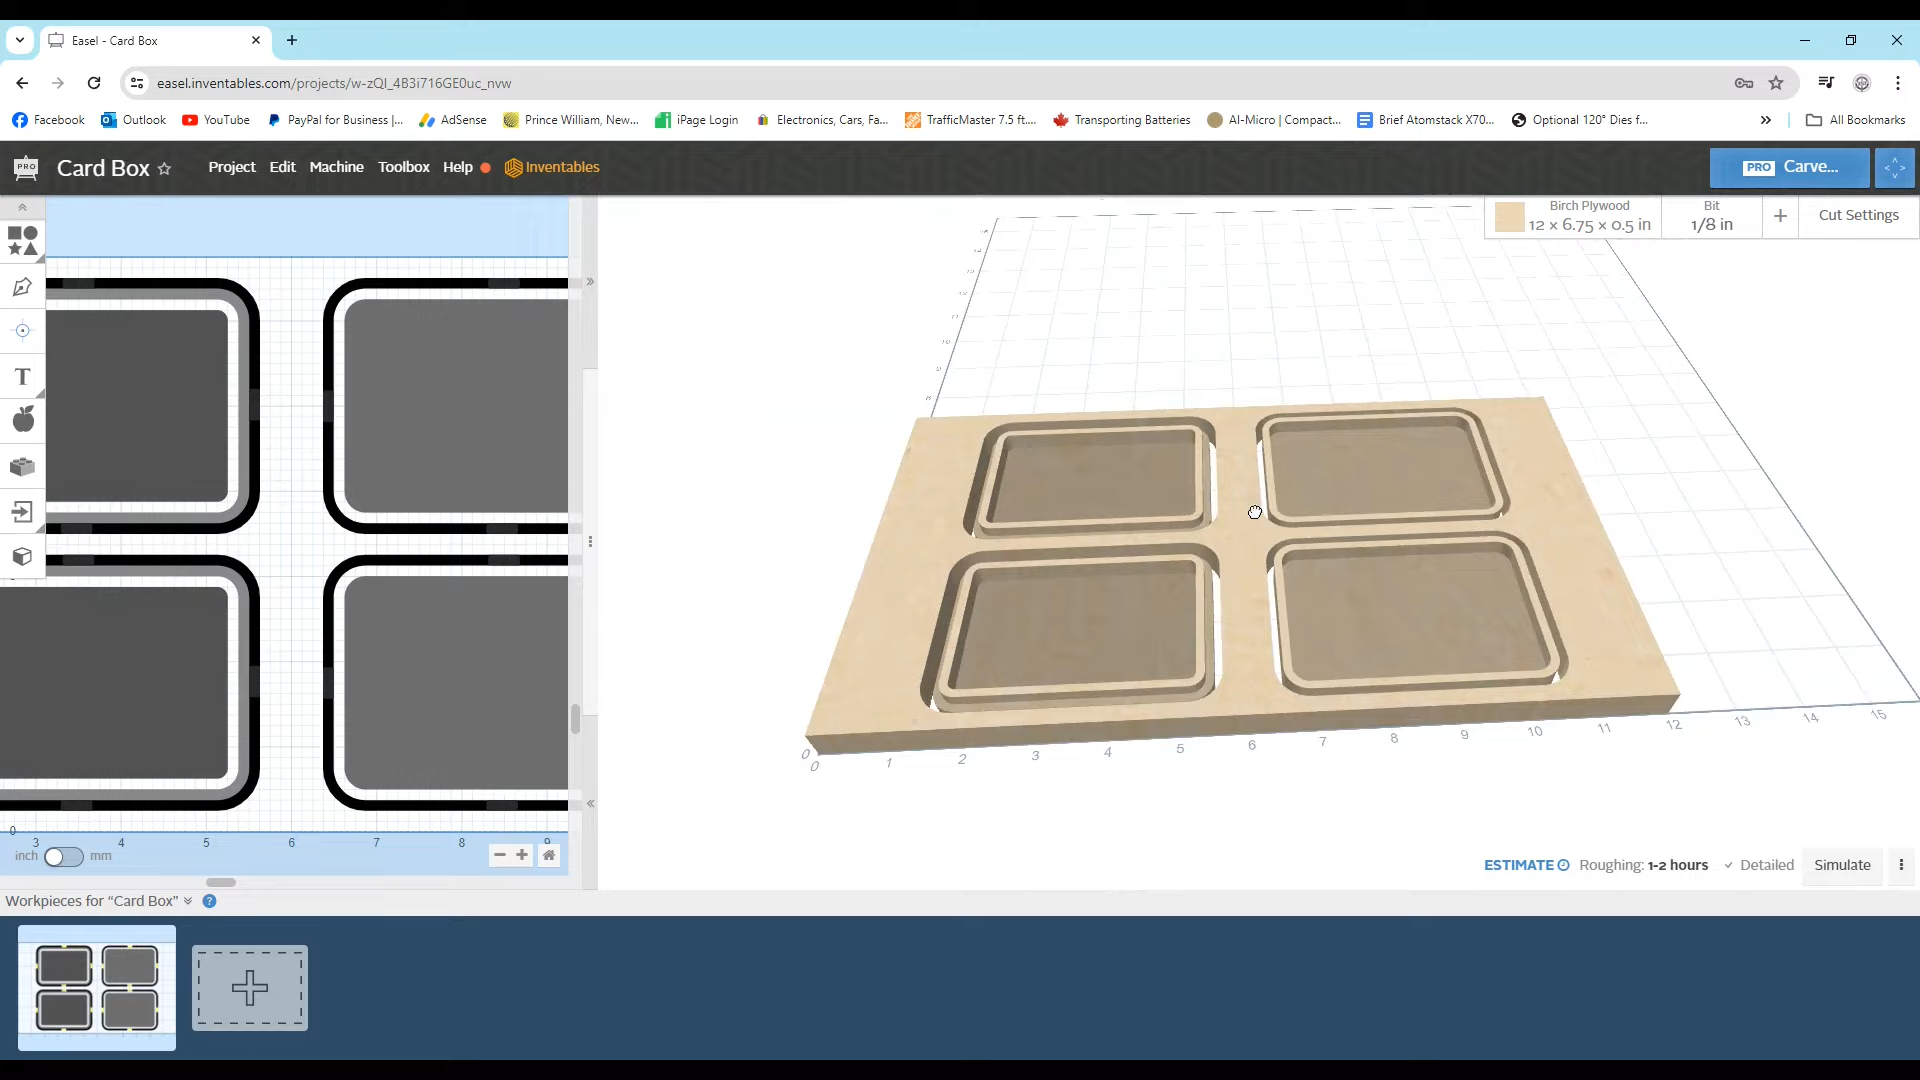 Easel - Card Box
easel.inventables.com/projects/w-zQI_4B3i716GE0uc_nvw
Facebook Outlook YouTube PayPal for Business |... AdSense Prince William, New... iPage Login Electronics, Cars, Fa... TrafficMaster 7.5 ft.... Transporting Batteries AI-Micro | Compact... Brief Atomstack X70... Optional 120° Dies f... All Bookmarks
PRO Card Box Project Edit Machine Toolbox Help Inventables PRO Carve...
Birch Plywood Bit
12 × 6.75 × 0.5 in 1/8 in + Cut Settings
T
0
3 4 5 6 7 8 9
inch mm
0 0 1 2 3 4 5 6 7 8 9 10 11 12 13 14 15
8
ESTIMATE Roughing: 1-2 hours Detailed Simulate
Workpieces for "Card Box" ?